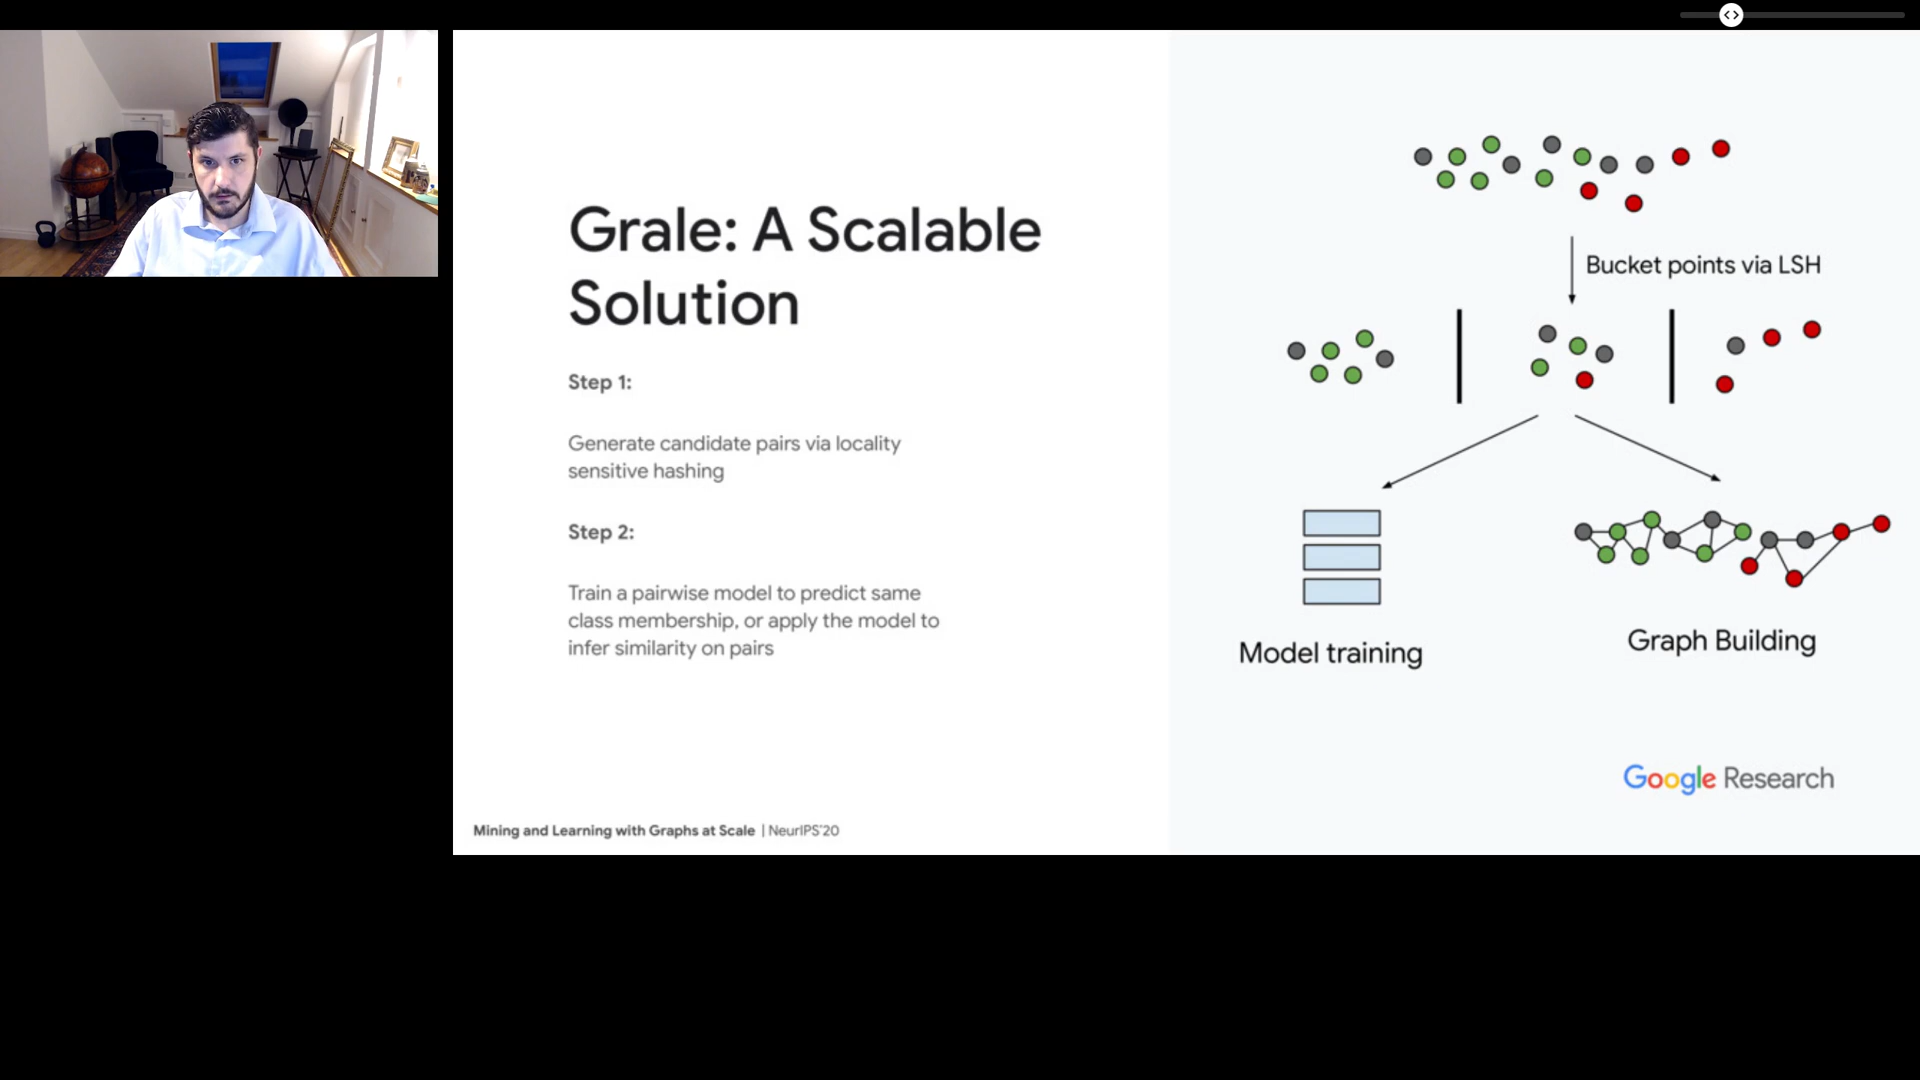 Grale: A Scalable
Solution
Step 1:
Generate candidate pairs via locality
sensitive hashing
Step 2:
Train a pairwise model to predict same
class membership, or apply the model to
infer similarity on pairs
Bucket points via LSH
Model training
Graph Building
Google Research
Mining and Learning with Graphs at Scale | NeurIPS'20